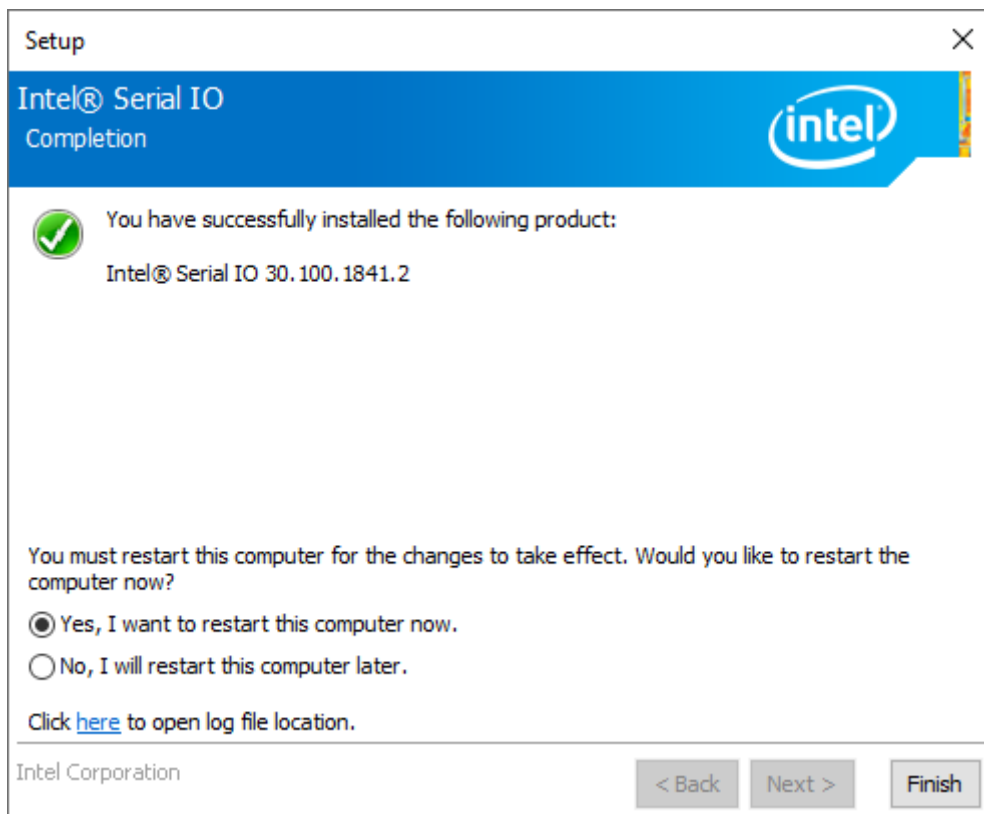 Setup
Intel® Serial IO
Completion
intel
You have successfully installed the following product:
Intel® Serial IO 30.100.1841.2
You must restart this computer for the changes to take effect. Would you like to restart the
computer now?
Yes, I want to restart this computer now.
No, I will restart this computer later.
Click here to open log file location.
Intel Corporation
< Back Next > Finish